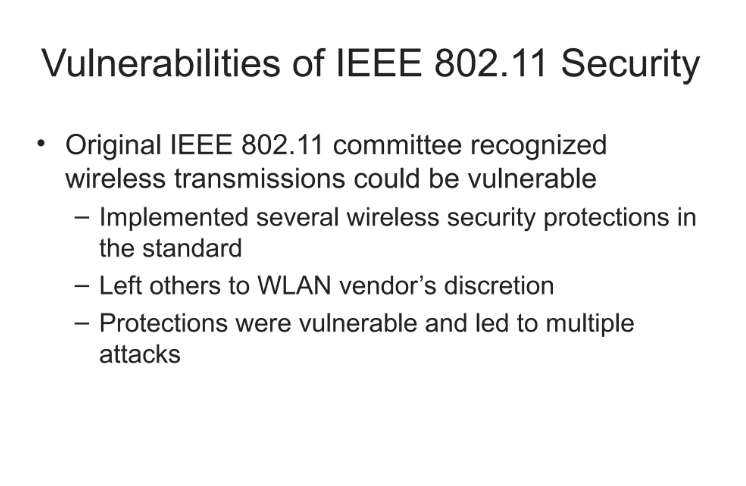 Vulnerabilities of IEEE 802.11 Security
• Original IEEE 802.11 committee recognized
wireless transmissions could be vulnerable
– Implemented several wireless security protections in
the standard
– Left others to WLAN vendor’s discretion
– Protections were vulnerable and led to multiple
attacks